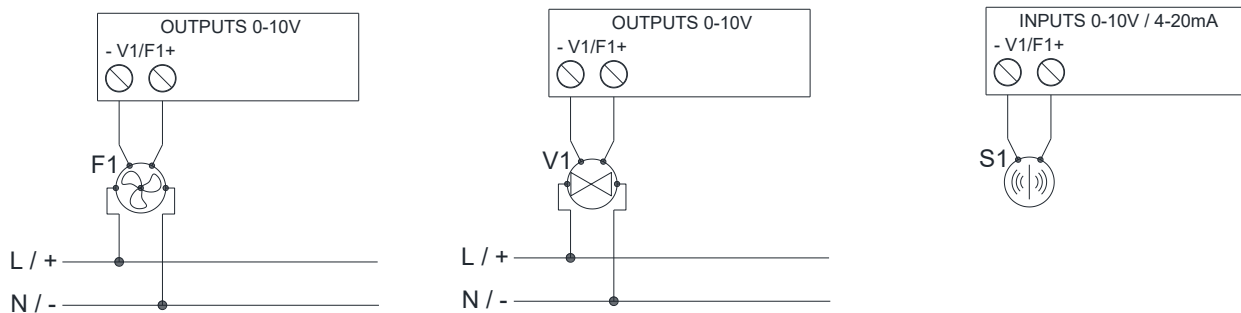 OUTPUTS 0-10V
- V1/F1+
F1
L / +
N / -
OUTPUTS 0-10V
- V1/F1+
V1
L / +
N / -
INPUTS 0-10V / 4-20mA
- V1/F1+
S1